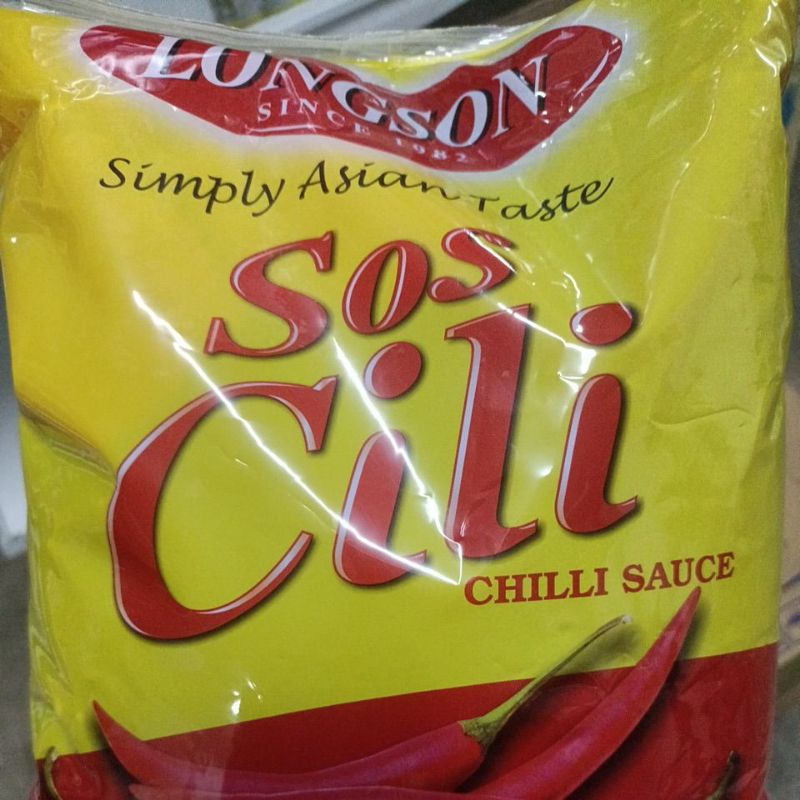 LONGSON
SINCE 1982
Simply Asian Taste
Sos
Cili
CHILLI SAUCE